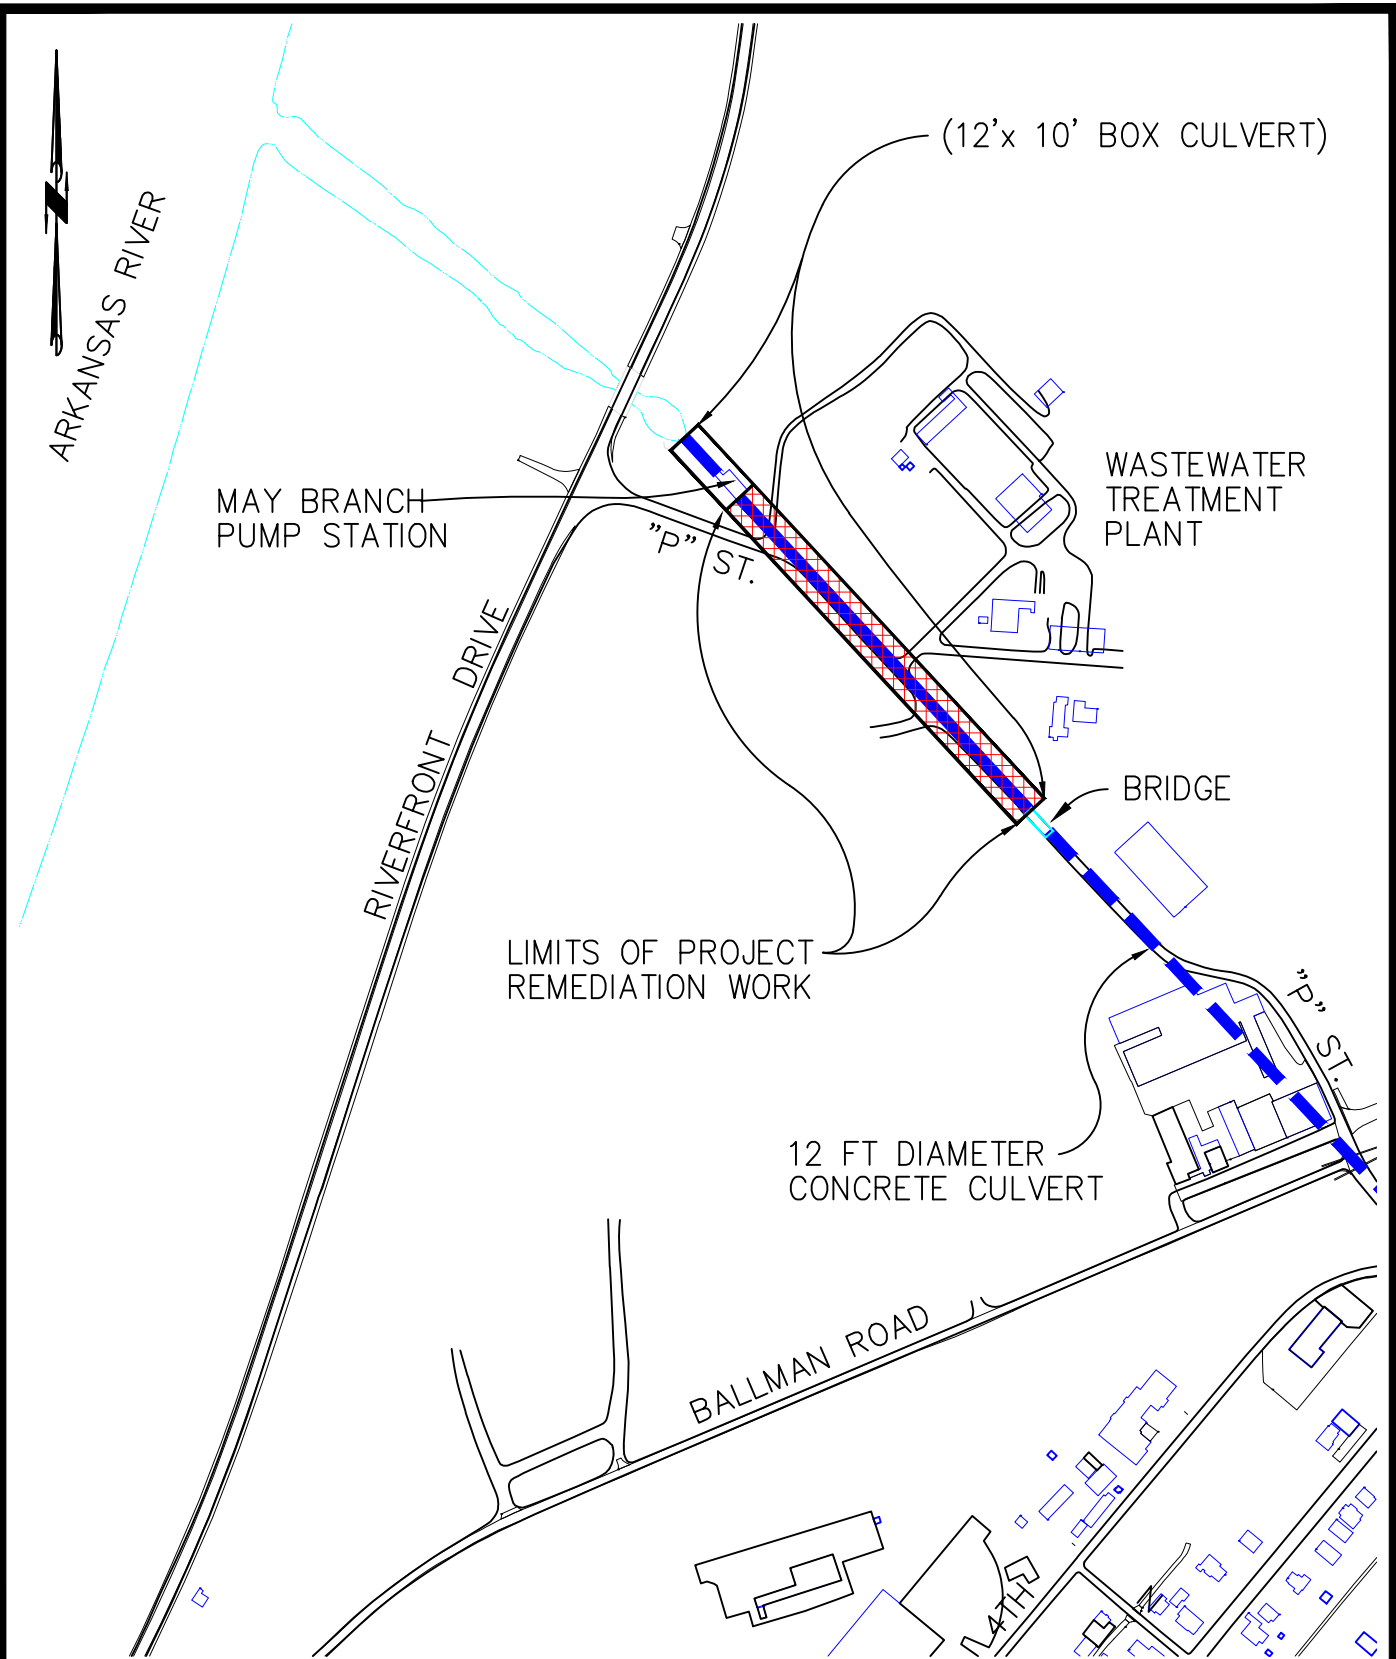 (12'x 10' BOX CULVERT)
ARKANSAS RIVER
WASTEWATER
TREATMENT
PLANT
MAY BRANCH
PUMP STATION
"P" ST.
RIVERFRONT DRIVE
BRIDGE
LIMITS OF PROJECT
REMEDIATION WORK
"P" ST.
12 FT DIAMETER
CONCRETE CULVERT
BALLMAN ROAD
4TH
N